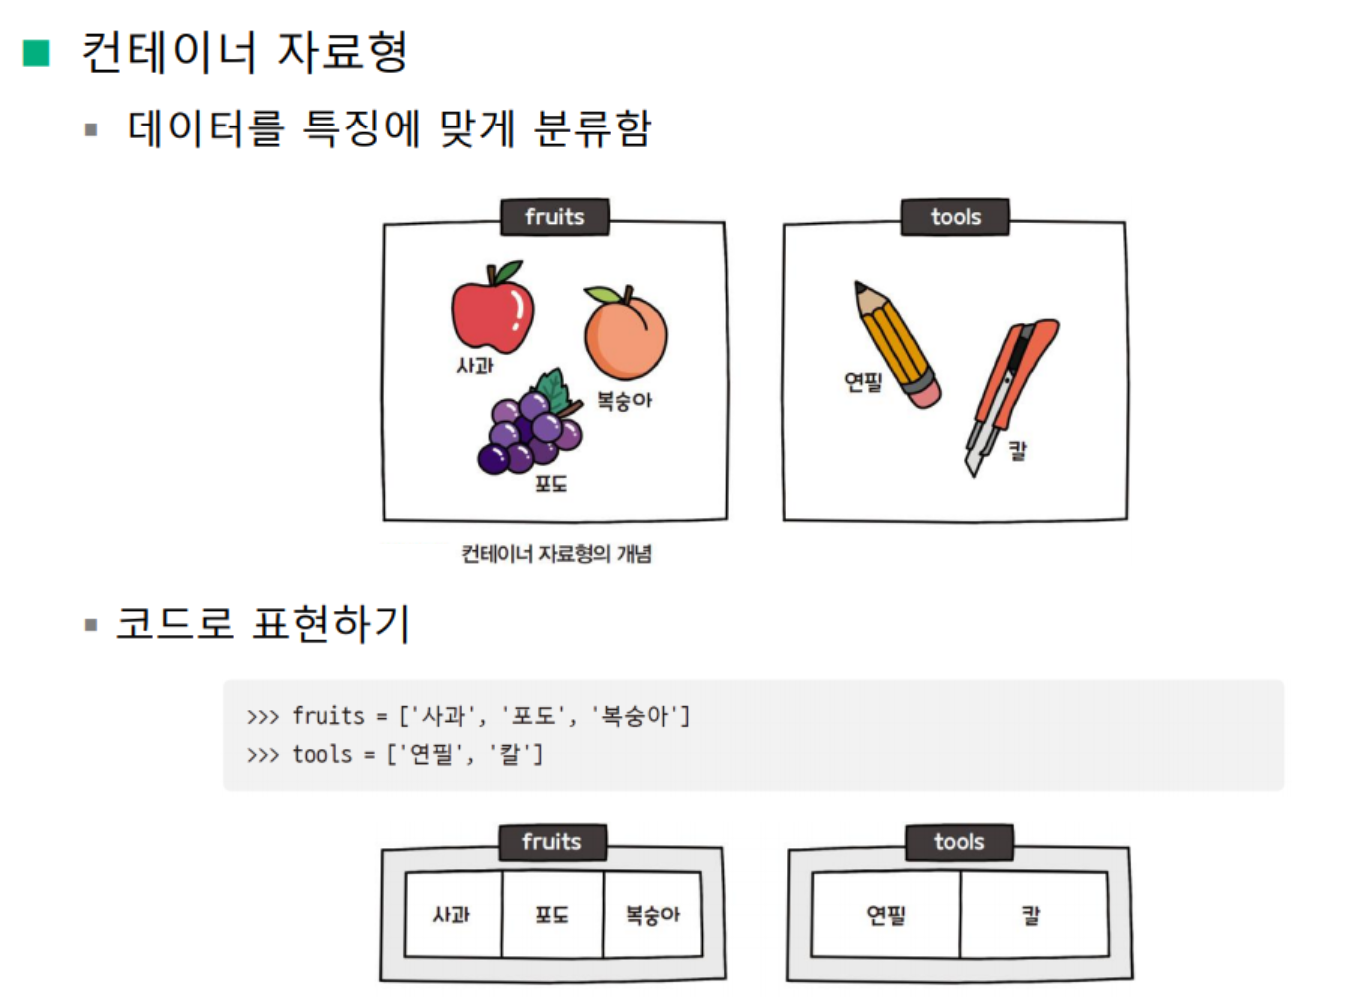 컨테이너 자료형
데이터를 특징에 맞게 분류함
fruits
사과
복숭아
포도
tools
연필
칼
컨테이너 자료형의 개념
코드로 표현하기
>>> fruits = ['사과', '포도', '복숭아']
>>> tools = ['연필', '칼']
fruits
사과 포도 복숭아
tools
연필 칼